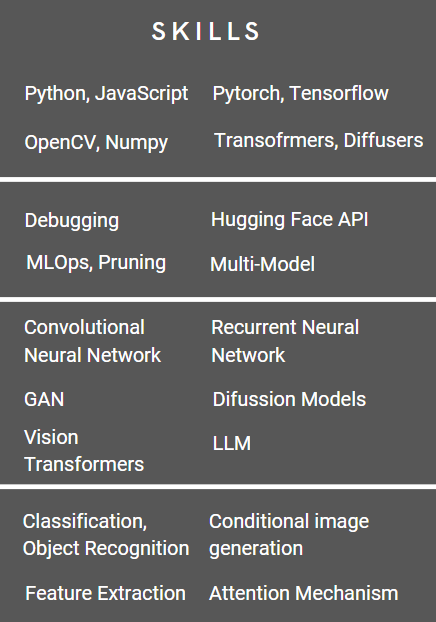 SKILLS
Python, JavaScript
Pytorch, Tensorflow
OpenCV, Numpy
Transofrmers, Diffusers
Debugging
Hugging Face API
MLOps, Pruning
Multi-Model
Convolutional
Neural Network
Recurrent Neural
Network
GAN
Difussion Models
Vision
Transformers
LLM
Classification,
Object Recognition
Conditional image
generation
Feature Extraction
Attention Mechanism